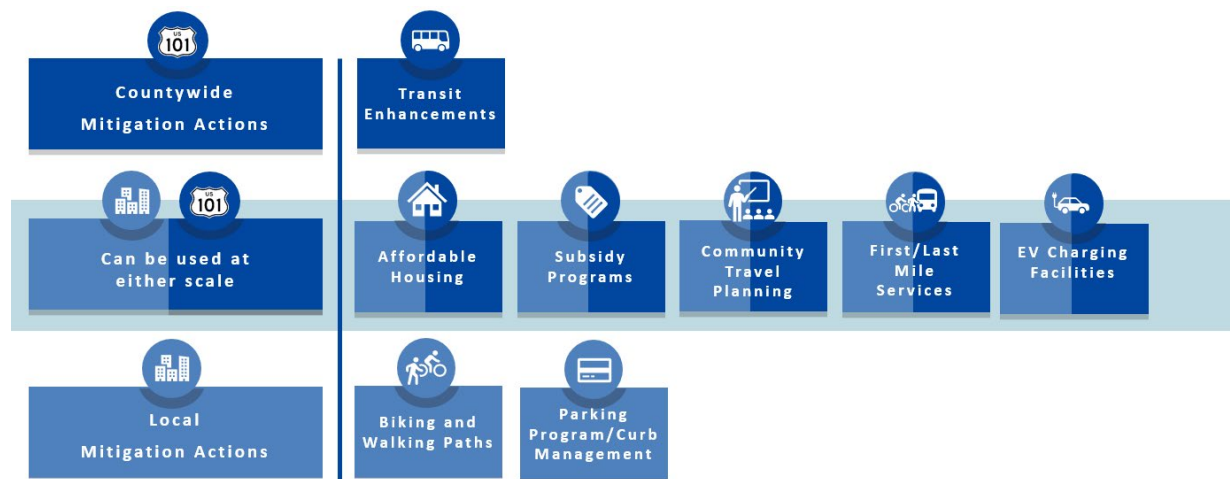 US
101
Countywide
Mitigation Actions
Transit
Enhancements
US
101
Can be used at
either scale
Affordable
Housing
Subsidy
Programs
Community
Travel
Planning
First/Last
Mile
Services
EV Charging
Facilities
Local
Mitigation Actions
Biking and
Walking Paths
Parking
Program/Curb
Management